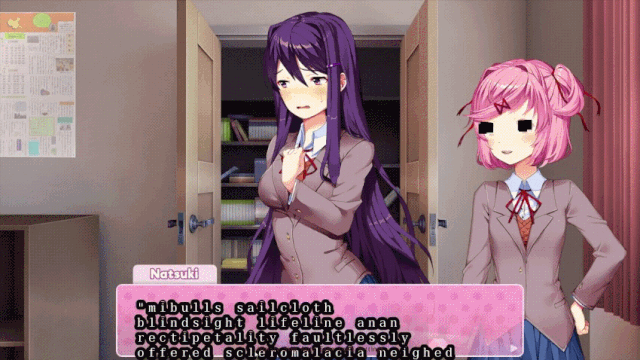 Natsuki
"mibulls sailcloth
blindsight lifeline anan
rectipetality faultlessly
offered scleromalacia neighed